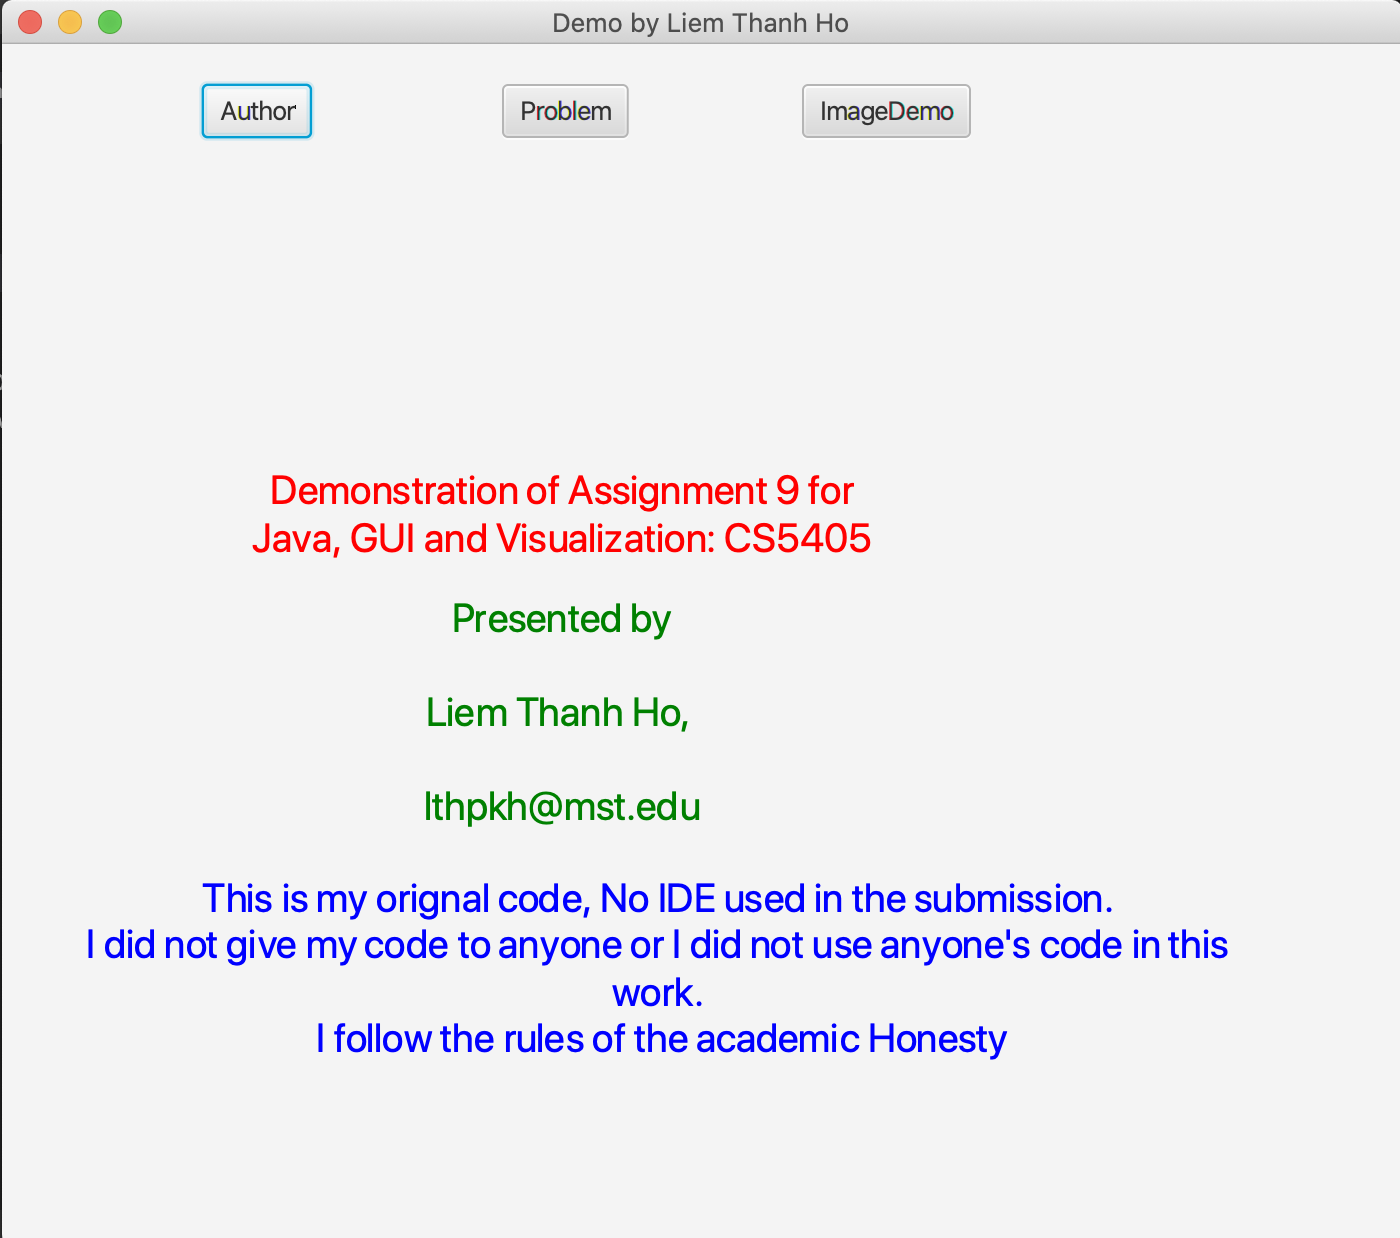 Demo by Liem Thanh Ho
Author Problem ImageDemo
Demonstration of Assignment 9 for
Java, GUI and Visualization: CS5405
Presented by
Liem Thanh Ho,
lthpkh@mst.edu
This is my orignal code, No IDE used in the submission.
I did not give my code to anyone or I did not use anyone's code in this
work.
I follow the rules of the academic Honesty